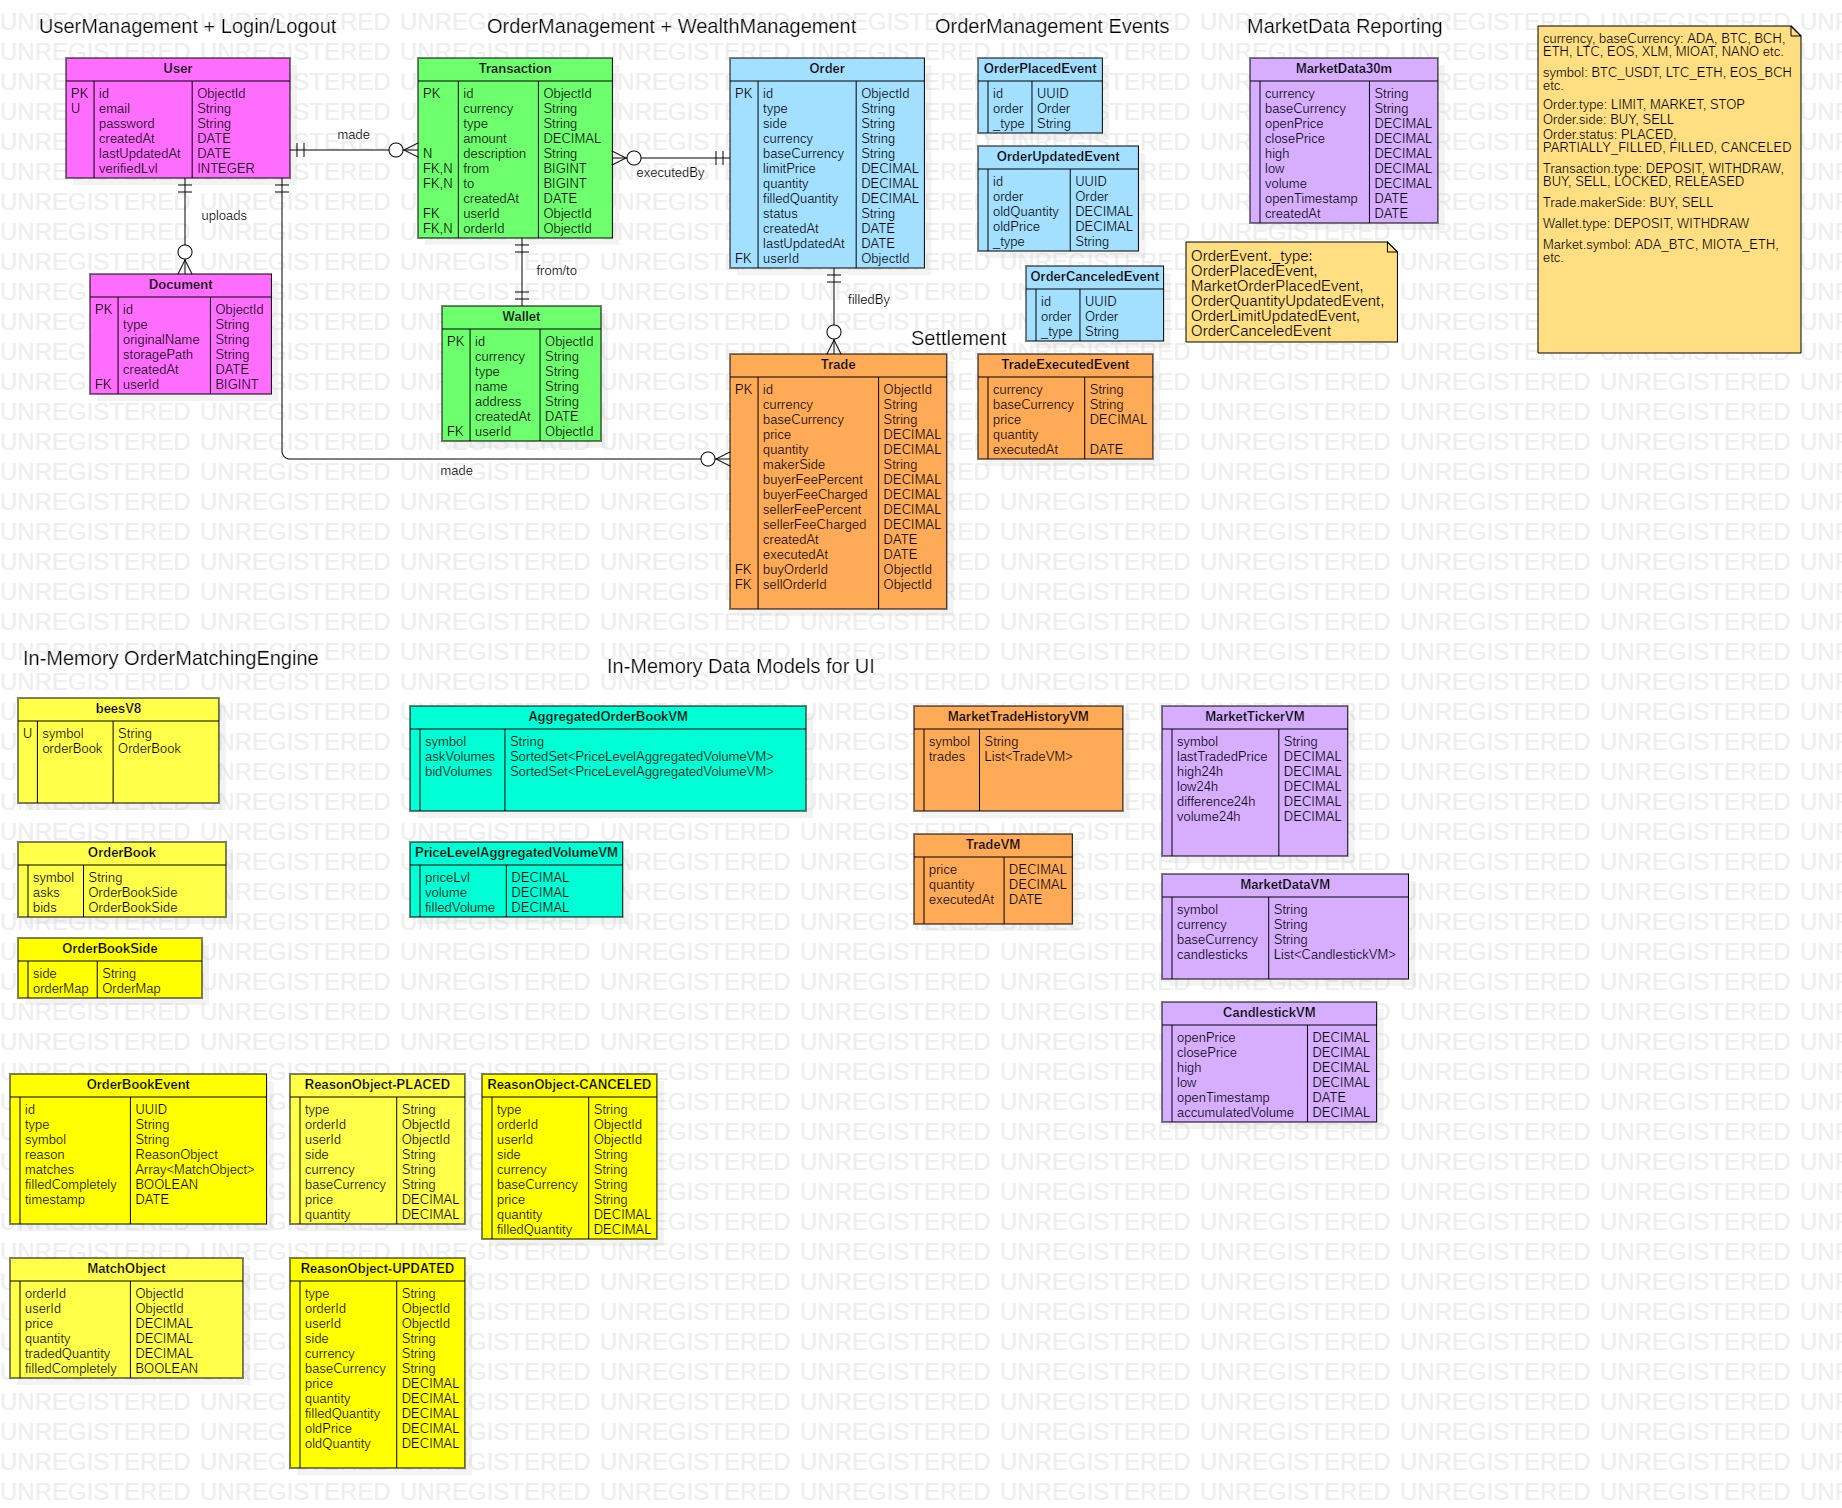 UserManagement + Login/Logout
OrderManagement + WealthManagement
OrderManagement Events
MarketData Reporting
User
PK id ObjectId
U email String
password String
createdAt DATE
lastUpdatedAt DATE
verifiedLvl INTEGER
made
uploads
Document
PK id ObjectId
type String
originalName String
storagePath String
createdAt DATE
FK userId BIGINT
made
Transaction
PK id ObjectId
currency String
type String
amount DECIMAL
N description String
FK,N from BIGINT
FK,N to BIGINT
createdAt DATE
FK userId ObjectId
FK,N orderId ObjectId
executedBy
from/to
Wallet
PK id ObjectId
currency String
type String
name String
address String
createdAt DATE
FK userId ObjectId
Order
PK id ObjectId
type String
side String
currency String
baseCurrency String
limitPrice DECIMAL
quantity DECIMAL
filledQuantity DECIMAL
status String
createdAt DATE
lastUpdatedAt DATE
FK userId ObjectId
filledBy
Settlement
Trade
PK id ObjectId
currency String
baseCurrency String
price DECIMAL
quantity DECIMAL
makerSide String
buyerFeePercent DECIMAL
buyerFeeCharged DECIMAL
sellerFeePercent DECIMAL
sellerFeeCharged DECIMAL
createdAt DATE
executedAt DATE
FK buyOrderId ObjectId
FK sellOrderId ObjectId
OrderPlacedEvent
id UUID
order Order
_type String
OrderUpdatedEvent
id UUID
order Order
oldQuantity DECIMAL
oldPrice DECIMAL
_type String
OrderCanceledEvent
id UUID
order Order
_type String
TradeExecutedEvent
currency String
baseCurrency String
price DECIMAL
quantity
executedAt DATE
MarketData30m
currency String
baseCurrency String
openPrice DECIMAL
closePrice DECIMAL
high DECIMAL
low DECIMAL
volume DECIMAL
openTimestamp DATE
createdAt DATE
OrderEvent._type:
OrderPlacedEvent,
MarketOrderPlacedEvent,
OrderQuantityUpdatedEvent,
OrderLimitUpdatedEvent,
OrderCanceledEvent
currency, baseCurrency: ADA, BTC, BCH,
ETH, LTC, EOS, XLM, MIOAT, NANO etc.
symbol: BTC_USDT, LTC_ETH, EOS_BCH
etc.
Order.type: LIMIT, MARKET, STOP
Order.side: BUY, SELL
Order.status: PLACED,
PARTIALLY_FILLED, FILLED, CANCELED
Transaction.type: DEPOSIT, WITHDRAW,
BUY, SELL, LOCKED, RELEASED
Trade.makerSide: BUY, SELL
Wallet.type: DEPOSIT, WITHDRAW
Market.symbol: ADA_BTC, MIOTA_ETH,
etc.
In-Memory OrderMatchingEngine
In-Memory Data Models for UI
beesV8
U symbol String
orderBook OrderBook
OrderBook
symbol String
asks OrderBookSide
bids OrderBookSide
OrderBookSide
side String
orderMap OrderMap
AggregatedOrderBookVM
symbol String
askVolumes SortedSet<PriceLevelAggregatedVolumeVM>
bidVolumes SortedSet<PriceLevelAggregatedVolumeVM>
PriceLevelAggregatedVolumeVM
priceLvl DECIMAL
volume DECIMAL
filledVolume DECIMAL
MarketTradeHistoryVM
symbol String
trades List<TradeVM>
TradeVM
price DECIMAL
quantity DECIMAL
executedAt DATE
MarketTickerVM
symbol String
lastTradedPrice DECIMAL
high24h DECIMAL
low24h DECIMAL
difference24h DECIMAL
volume24h DECIMAL
MarketDataVM
symbol String
currency String
baseCurrency String
candlesticks List<CandlestickVM>
CandlestickVM
openPrice DECIMAL
closePrice DECIMAL
high DECIMAL
low DECIMAL
openTimestamp DATE
accumulatedVolume DECIMAL
OrderBookEvent
id UUID
type String
symbol String
reason ReasonObject
matches Array<MatchObject>
filledCompletely BOOLEAN
timestamp DATE
ReasonObject-PLACED
type String
orderId ObjectId
userId ObjectId
side String
currency String
baseCurrency String
price DECIMAL
quantity DECIMAL
ReasonObject-CANCELED
type String
orderId ObjectId
userId ObjectId
side String
currency String
baseCurrency String
price String
quantity DECIMAL
filledQuantity DECIMAL
MatchObject
orderId ObjectId
userId ObjectId
price DECIMAL
quantity DECIMAL
tradedQuantity DECIMAL
filledCompletely BOOLEAN
ReasonObject-UPDATED
type String
orderId ObjectId
userId ObjectId
side String
currency String
baseCurrency String
price DECIMAL
quantity DECIMAL
filledQuantity DECIMAL
oldPrice DECIMAL
oldQuantity DECIMAL
UNREGISTERED